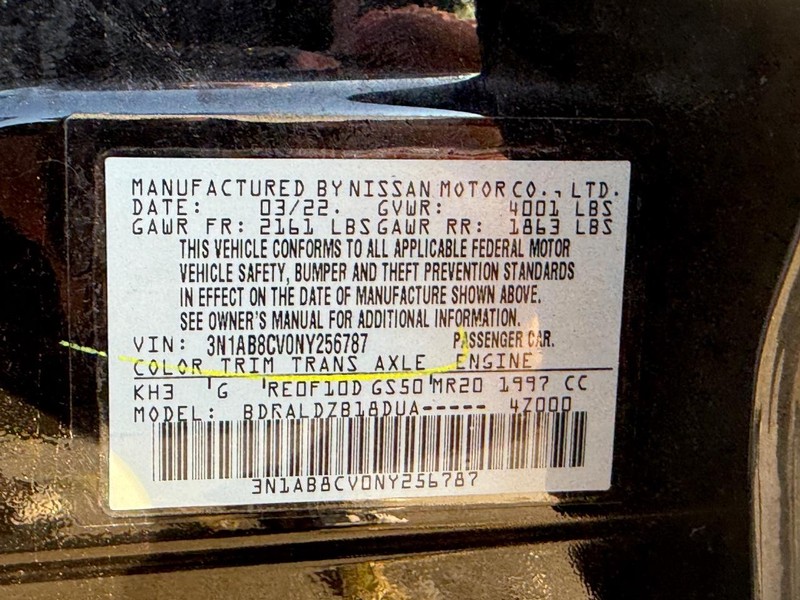 MANUFACTURED BY NISSAN MOTOR CO., LTD.
DATE: 03/22. GVWR: 4001 LBS
GAWR FR: 2161 LBS GAWR RR: 1863 LBS
THIS VEHICLE CONFORMS TO ALL APPLICABLE FEDERAL MOTOR
VEHICLE SAFETY, BUMPER AND THEFT PREVENTION STANDARDS
IN EFFECT ON THE DATE OF MANUFACTURE SHOWN ABOVE.
SEE OWNER'S MANUAL FOR ADDITIONAL INFORMATION.
VIN: 3N1AB8CV0NY256787 PASSENGER CAR.
COLOR TRIM TRANS AXLE ENGINE
KH3 G RE0F10D GS50 MR20 1997 CC
MODEL: BDRALDZB18DUA----- 4Z000
3N1AB8CV0NY256787